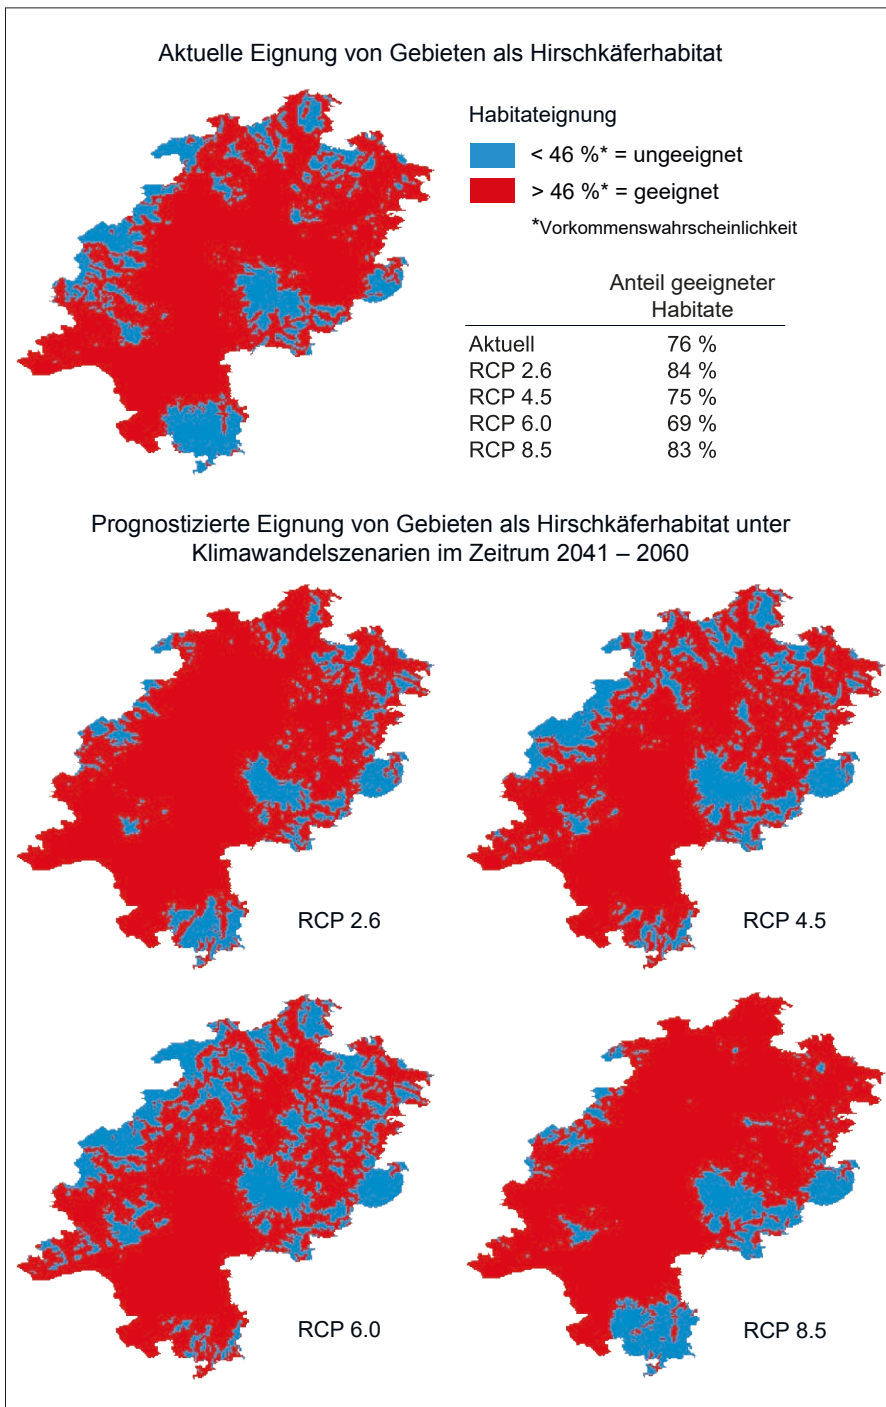 Aktuelle Eignung von Gebieten als Hirschkäferhabitat
Habitateignung
< 46 %* = ungeeignet
> 46 %* = geeignet
*Vorkommenswahrscheinlichkeit
Anteil geeigneter
Habitate
Aktuell 76 %
RCP 2.6 84 %
RCP 4.5 75 %
RCP 6.0 69 %
RCP 8.5 83 %
Prognostizierte Eignung von Gebieten als Hirschkäferhabitat unter
Klimawandelszenarien im Zeitrum 2041 – 2060
RCP 2.6
RCP 4.5
RCP 6.0
RCP 8.5